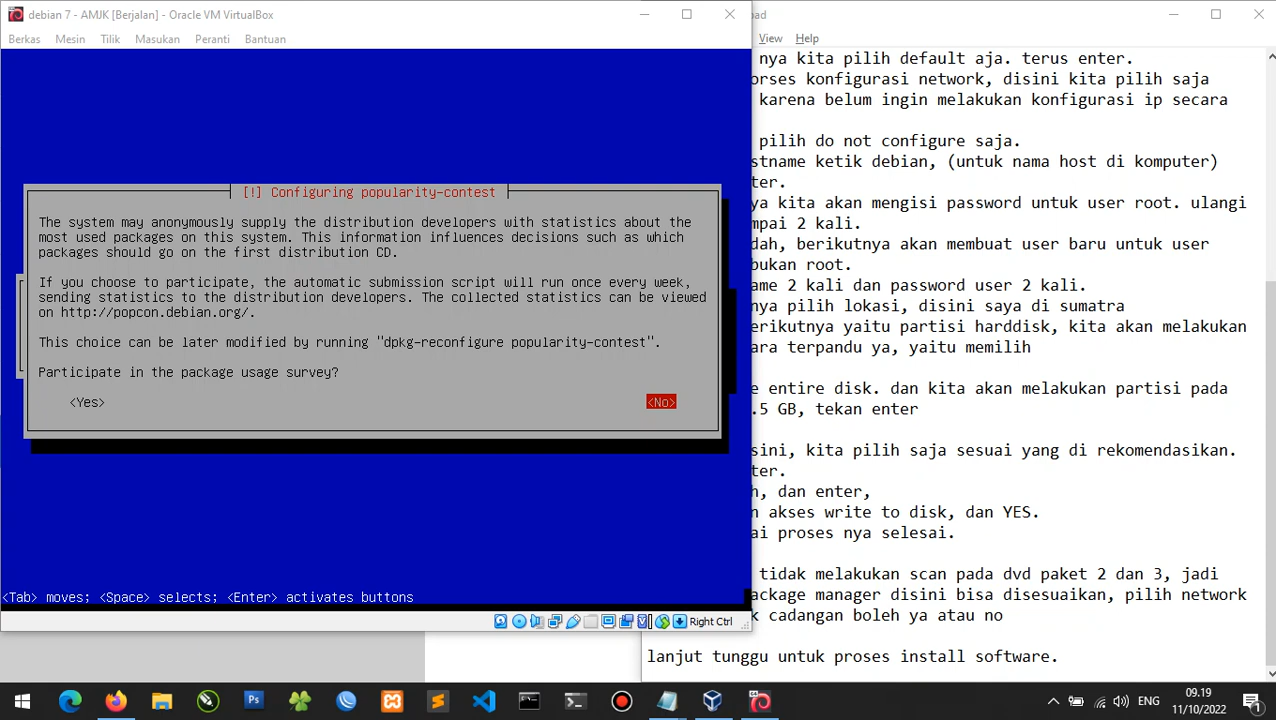 debian 7 - AMJK [Berjalan] - Oracle VM VirtualBox
Berkas Mesin Tilik Masukan Peranti Bantuan
[!] Configuring popularity-contest
The system may anonymously supply the distribution developers with statistics about the
most used packages on this system. This information influences decisions such as which
packages should go on the first distribution CD.
If you choose to participate, the automatic submission script will run once every week,
sending statistics to the distribution developers. The collected statistics can be viewed
on http://popcon.debian.org/.
This choice can be later modified by running "dpkg-reconfigure popularity-contest".
Participate in the package usage survey?
<Yes> <No>
<Tab> moves; <Space> selects; <Enter> activates buttons
Right Ctrl
ad
View Help
nya kita pilih default aja. terus enter.
orses konfigurasi network, disini kita pilih saja
karena belum ingin melakukan konfigurasi ip secara
pilih do not configure saja.
stname ketik debian, (untuk nama host di komputer)
ter.
ya kita akan mengisi password untuk user root. ulangi
mpai 2 kali.
dah, berikutnya akan membuat user baru untuk user
bukan root.
ame 2 kali dan password user 2 kali.
nya pilih lokasi, disini saya di sumatra
erikutnya yaitu partisi harddisk, kita akan melakukan
ara terpandu ya, yaitu memilih
e entire disk. dan kita akan melakukan partisi pada
.5 GB, tekan enter
sini, kita pilih saja sesuai yang di rekomendasikan.
ter.
h, dan enter,
n akses write to disk, dan YES.
ai proses nya selesai.
tidak melakukan scan pada dvd paket 2 dan 3, jadi
ackage manager disini bisa disesuaikan, pilih network
k cadangan boleh ya atau no
lanjut tunggu untuk proses install software.
ENG
09.19
11/10/2022